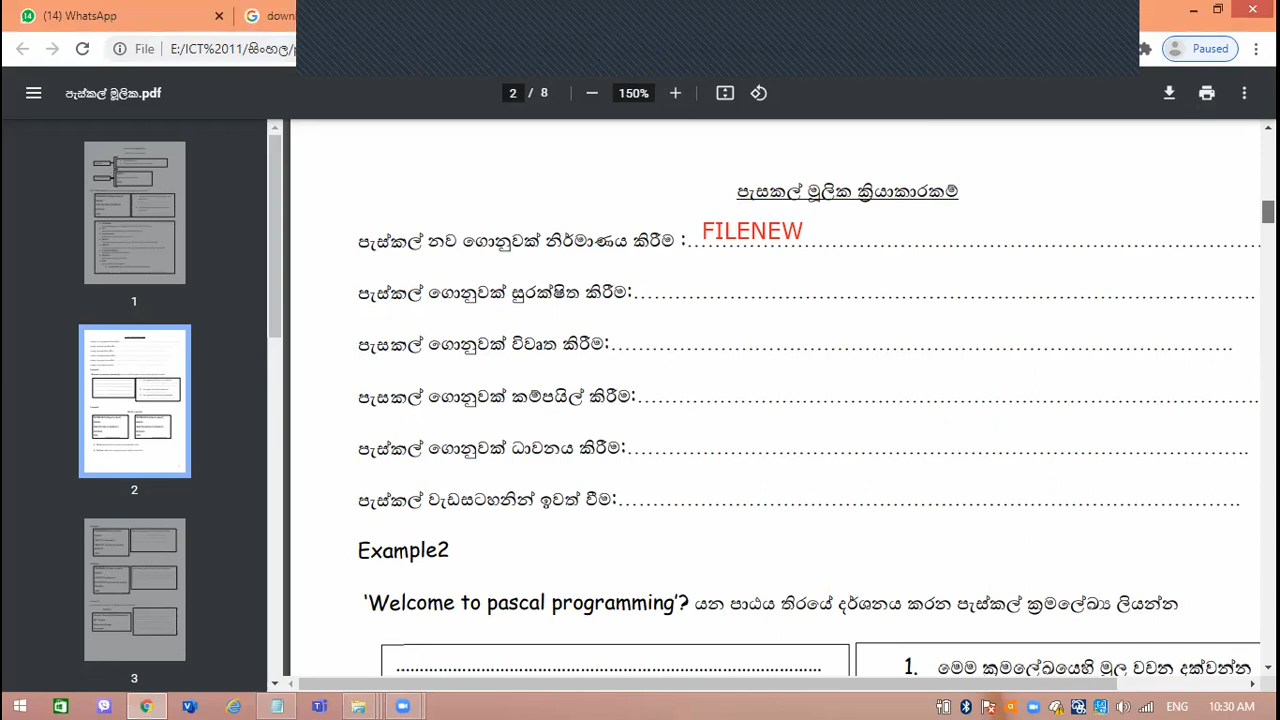 (14) WhatsApp
down
File
E:/ICT%2011/සිංහල/
Paused
පැස්කල් මූලික.pdf
2 / 8
150%
පැසකල් මූලික ක්‍රියාකාරකම්
පැස්කල් නව ගොනුවක් නිර්මාණය කිරීම :.FILENEW
පැස්කල් ගොනුවක් සුරක්ෂිත කිරීම:
පැසකල් ගොනුවක් විවෘත කිරීම:
පැසකල් ගොනුවක් කම්පයිල් කිරීම:
පැස්කල් ගොනුවක් ධාවනය කිරීම:
පැස්කල් වැඩසටහනින් ඉවත් වීම:
Example2
‘Welcome to pascal programming’? යන පාඨය තිරයේ දර්ශනය කරන පැස්කල් ක්‍රමලේඛ්‍ය ලියන්න
1. මෙම ක්‍රමලේඛයෙහි මූල වචන දක්වන්න
1
2
3
ENG
10:30 AM